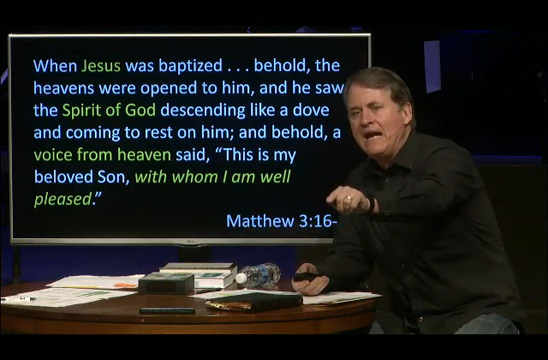 When Jesus was baptized . . . behold, the
heavens were opened to him, and he saw
the Spirit of God descending like a dove
and coming to rest on him; and behold, a
voice from heaven said, “This is my
beloved Son, with whom I am well
pleased.”
Matthew 3:16-